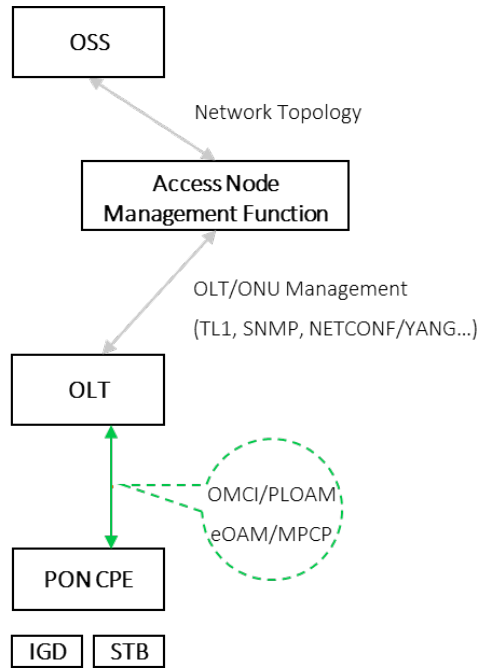 OSS
Network Topology
Access Node
Management Function
OLT/ONU Management
(TL1, SNMP, NETCONF/YANG...)
OLT
OMCI/PLOAM
eOAM/MPCP
PON CPE
IGD
STB